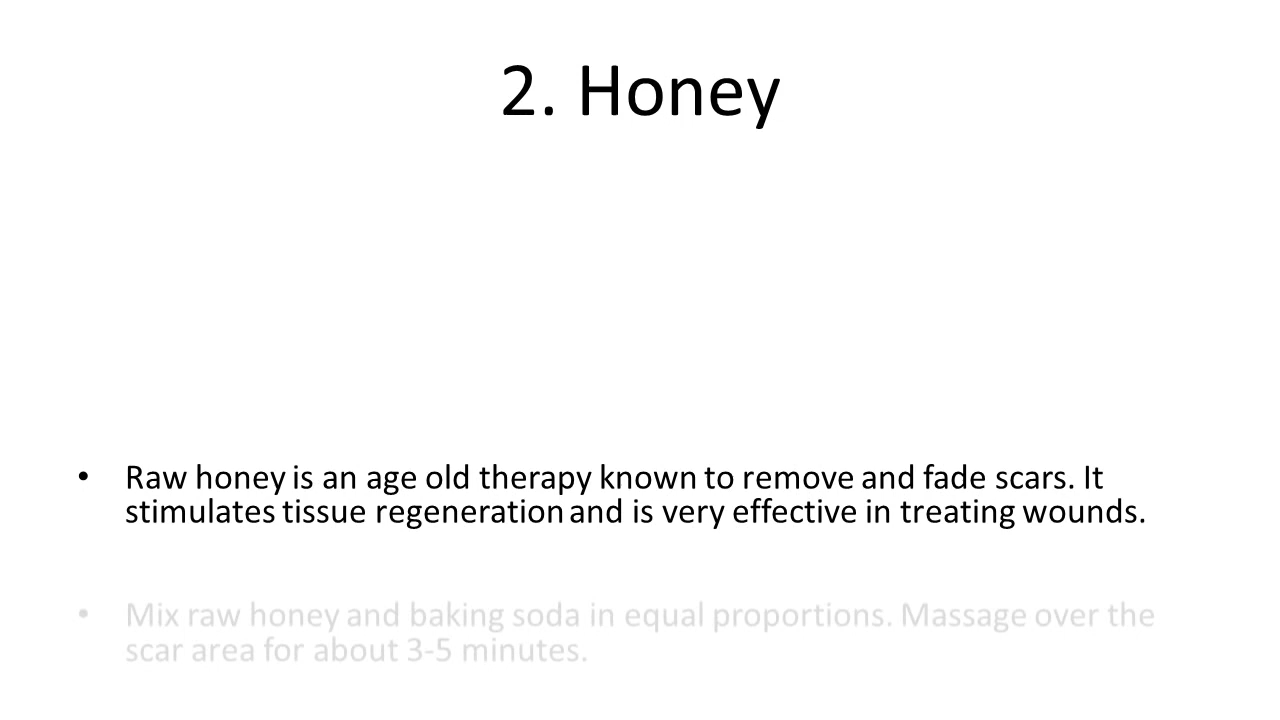 2. Honey
• Raw honey is an age old therapy known to remove and fade scars. It
stimulates tissue regeneration and is very effective in treating wounds.
• Mix raw honey and baking soda in equal proportions. Massage over the
scar area for about 3-5 minutes.